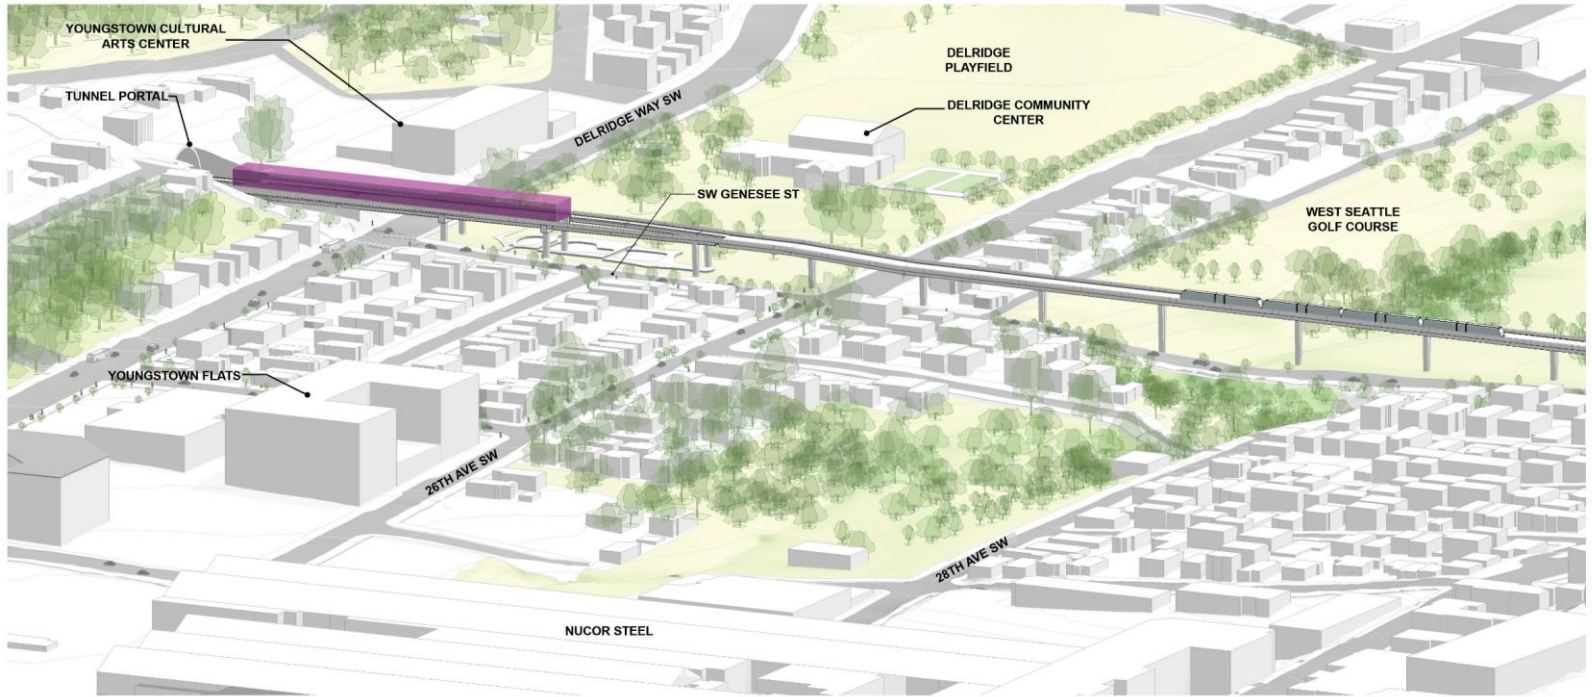 YOUNGSTOWN CULTURAL
ARTS CENTER
DELRIDGE
PLAYFIELD
TUNNEL PORTAL
DELRIDGE WAY SW
DELRIDGE COMMUNITY
CENTER
SW GENESEE ST
WEST SEATTLE
GOLF COURSE
YOUNGSTOWN FLATS
26TH AVE SW
28TH AVE SW
NUCOR STEEL